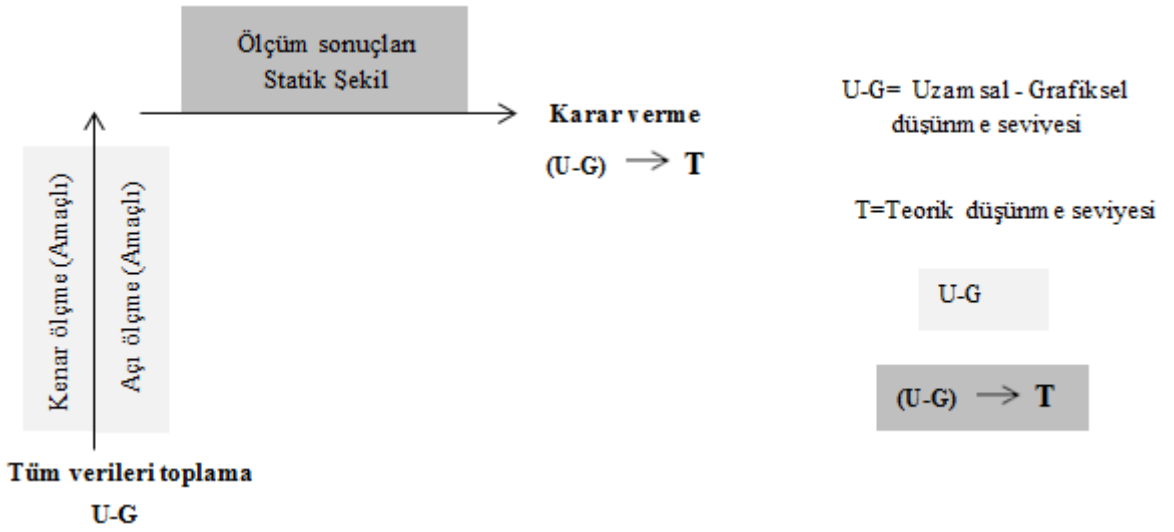 Ölçüm sonuçları
Statik Şekil
Karar verme
(U-G) → T
Kenar ölçme (Amaçlı)
Açı ölçme (Amaçlı)
Tüm verileri toplama
U-G
U-G= Uzamsal - Grafiksel
düşünme seviyesi
T=Teorik düşünme seviyesi
U-G
(U-G) → T